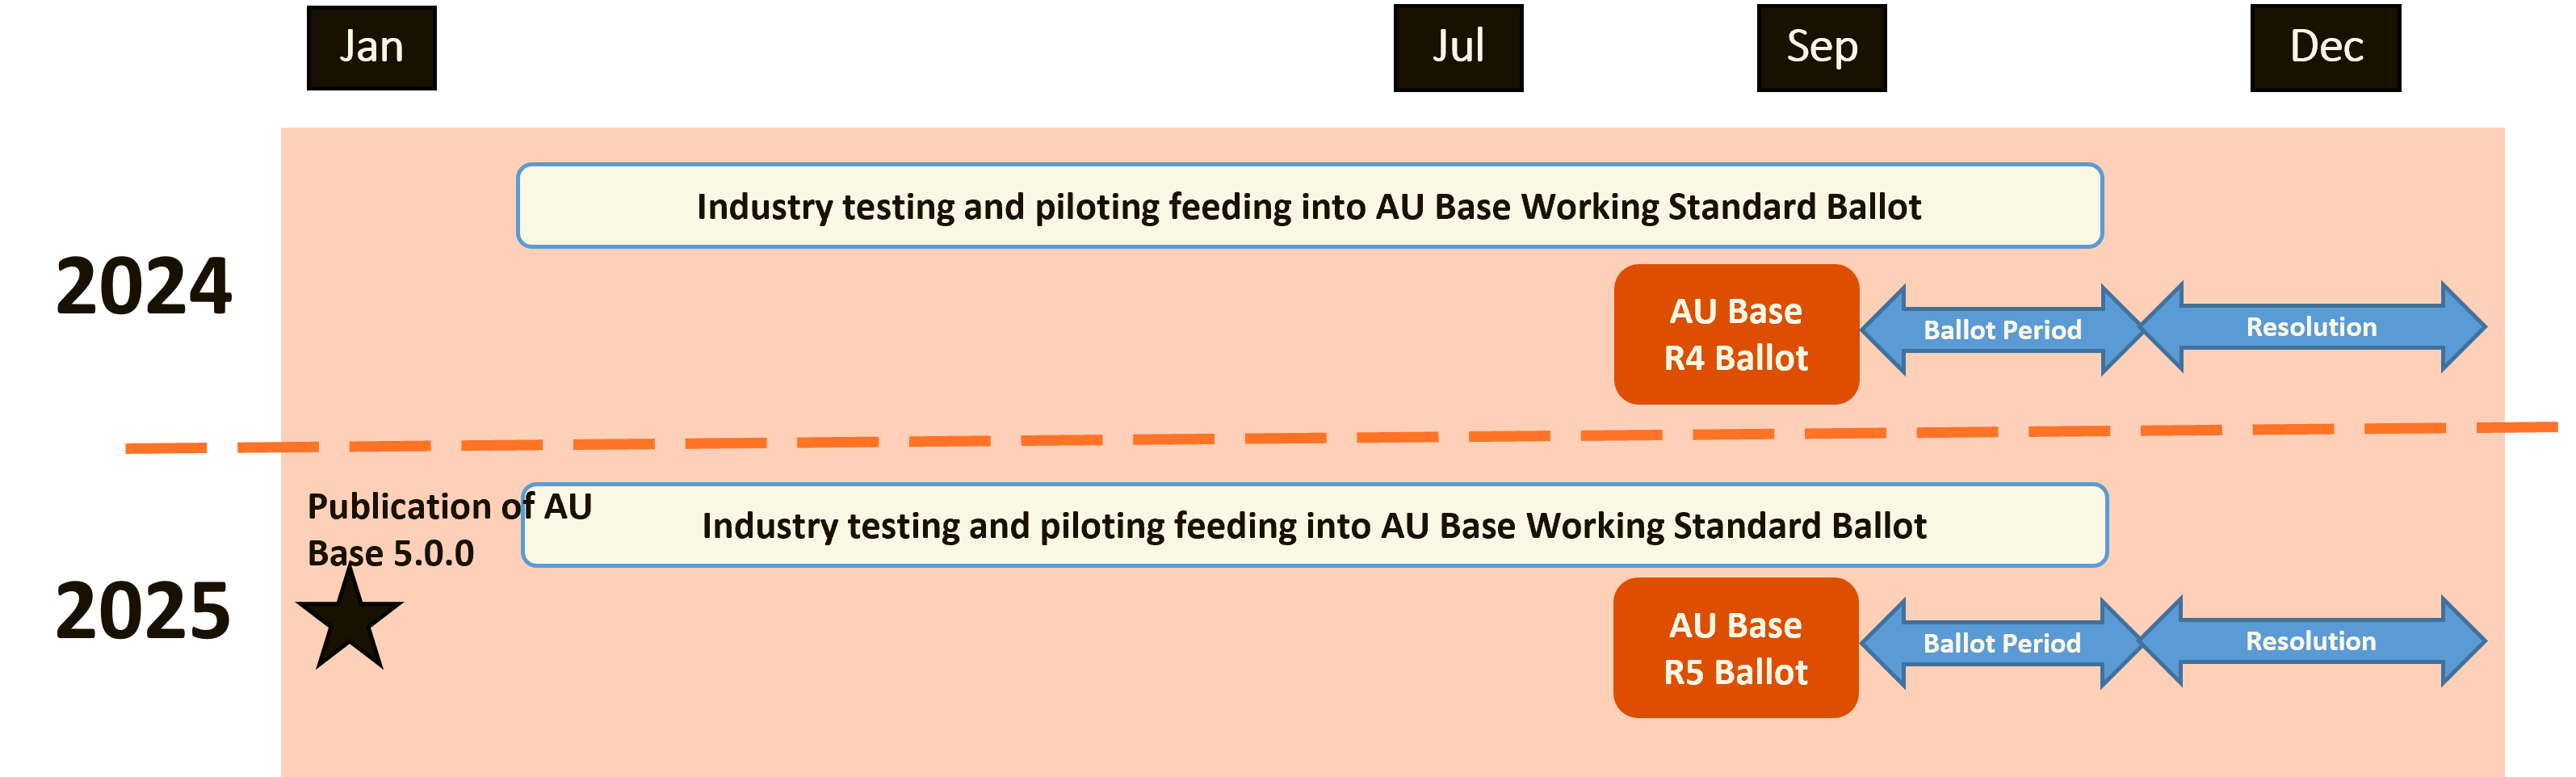 Jan
Jul
Sep
Dec
2024
Industry testing and piloting feeding into AU Base Working Standard Ballot
AU Base
R4 Ballot
Ballot Period
Resolution
2025
Publication of AU
Base 5.0.0
Industry testing and piloting feeding into AU Base Working Standard Ballot
AU Base
R5 Ballot
Ballot Period
Resolution